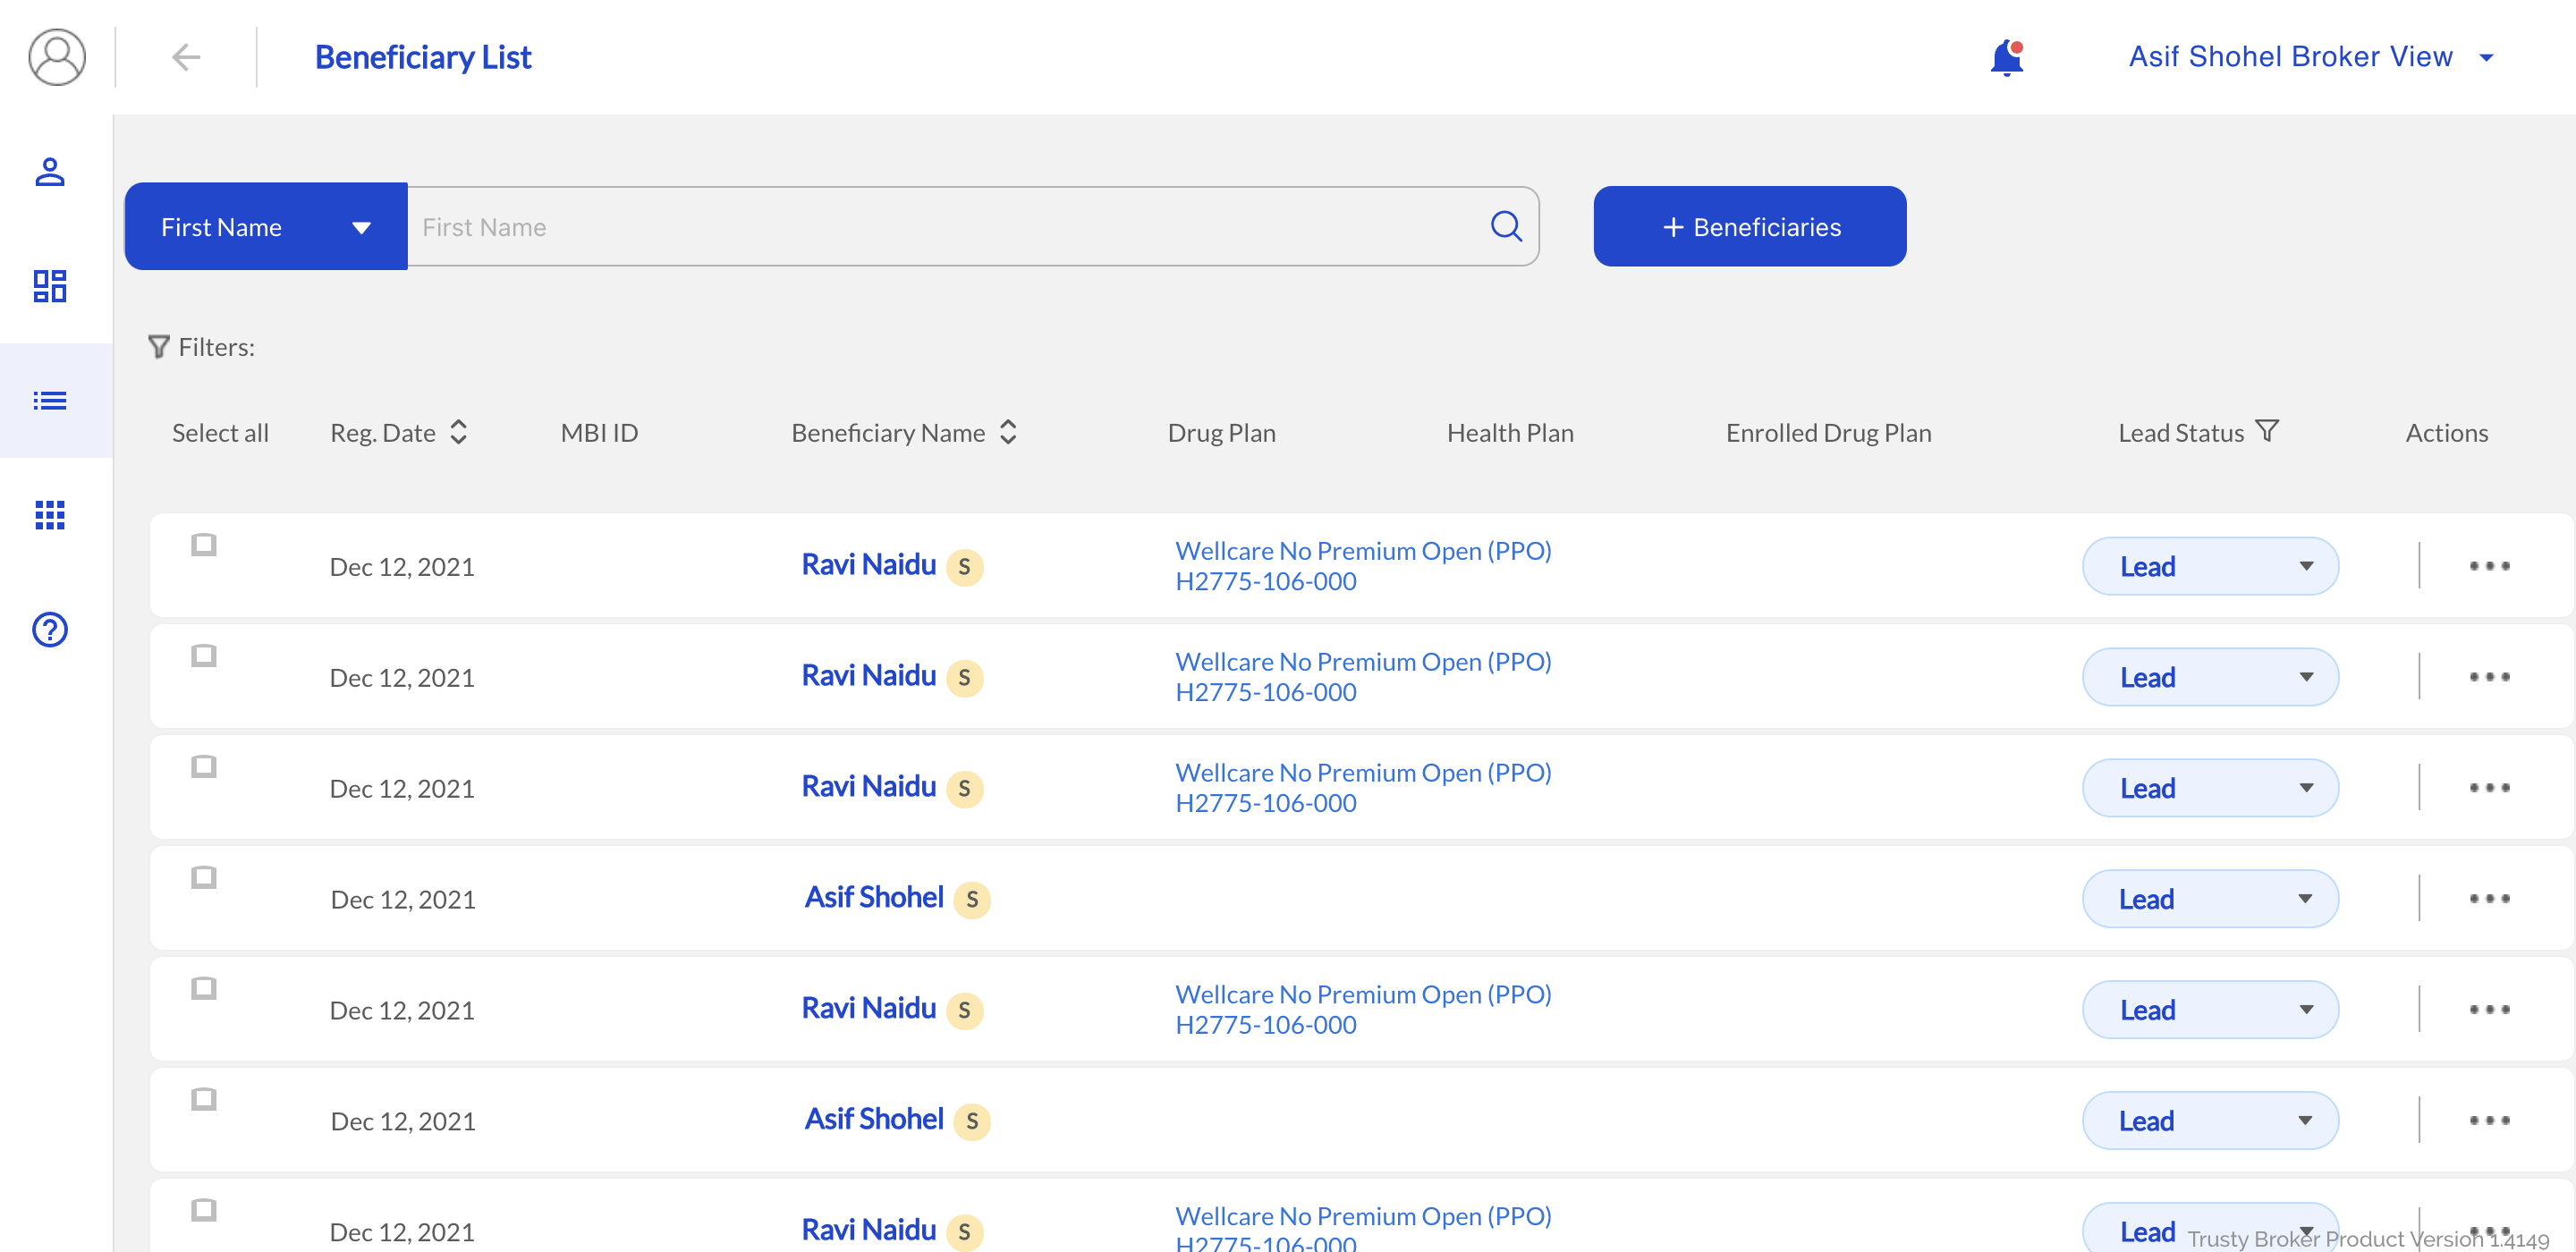 Beneficiary List
Asif Shohel Broker View
First Name
First Name
+ Beneficiaries
Filters:
Select all Reg. Date MBI ID Beneficiary Name Drug Plan Health Plan Enrolled Drug Plan Lead Status Actions
Dec 12, 2021 Ravi Naidu S Wellcare No Premium Open (PPO) Lead
H2775-106-000
Dec 12, 2021 Ravi Naidu S Wellcare No Premium Open (PPO) Lead
H2775-106-000
Dec 12, 2021 Ravi Naidu S Wellcare No Premium Open (PPO) Lead
H2775-106-000
Dec 12, 2021 Asif Shohel S Lead
Dec 12, 2021 Ravi Naidu S Wellcare No Premium Open (PPO) Lead
H2775-106-000
Dec 12, 2021 Asif Shohel S Lead
Dec 12, 2021 Ravi Naidu S Wellcare No Premium Open (PPO) Lead
H2775-106-000
Trusty Broker Product Version 1.4149